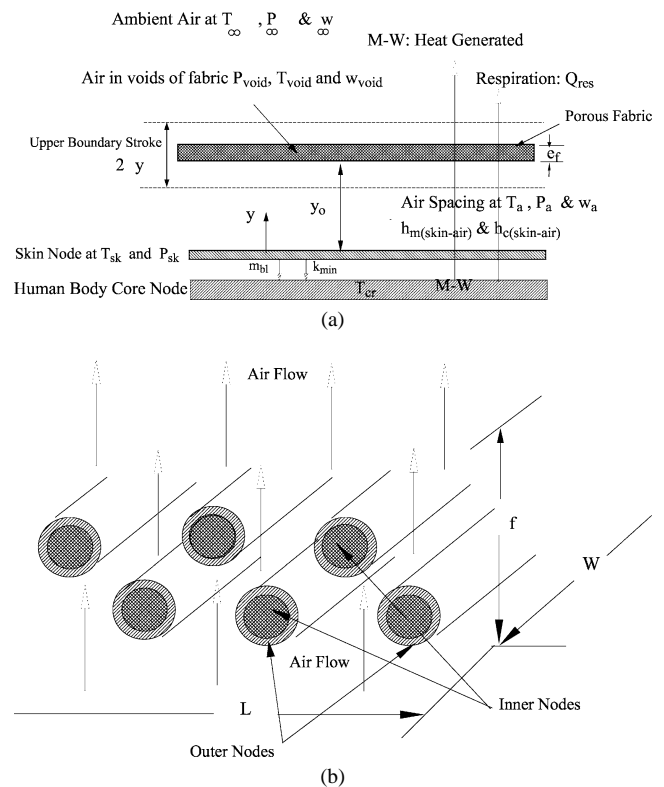 Ambient Air at T∞ , P∞ & w∞
M-W: Heat Generated
Air in voids of fabric Pvoid, Tvoid and wvoid
Respiration: Qres
Porous Fabric
Upper Boundary Stroke
2 y
ef
yo
Air Spacing at Ta , Pa & wa
y
hm(skin-air) & hc(skin-air)
Skin Node at Tsk and Psk
mbl
kmin
Human Body Core Node
Tcr
M-W
(a)
Air Flow
f
W
Air Flow
L
Inner Nodes
Outer Nodes
(b)